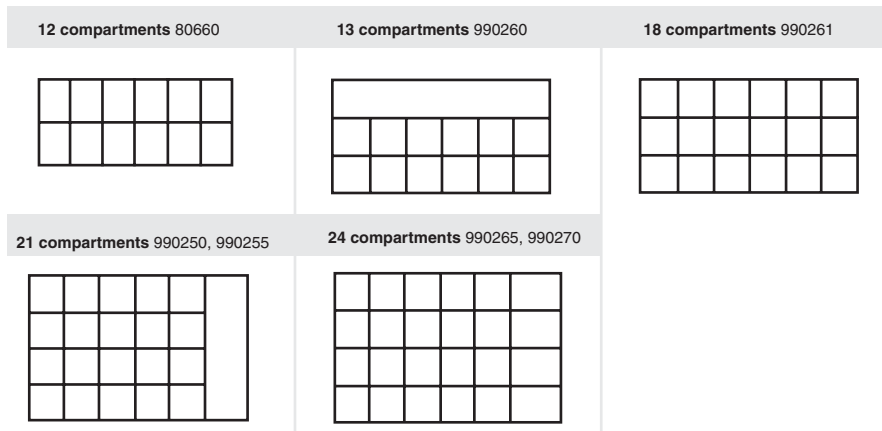 12 compartments 80660
13 compartments 990260
18 compartments 990261
21 compartments 990250, 990255
24 compartments 990265, 990270